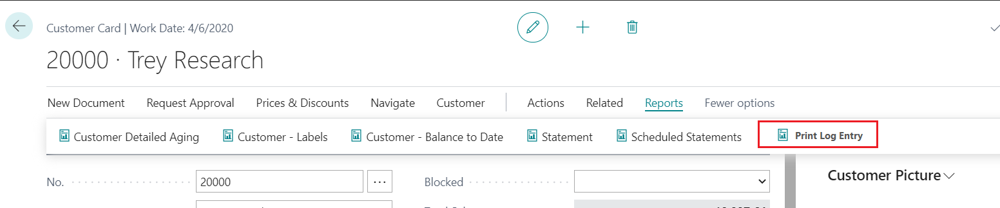 Customer Card | Work Date: 4/6/2020
20000 · Trey Research
New Document Request Approval Prices & Discounts Navigate Customer Actions Related Reports Fewer options
Customer Detailed Aging Customer - Labels Customer - Balance to Date Statement Scheduled Statements Print Log Entry
No. 20000 ... Blocked Customer Picture